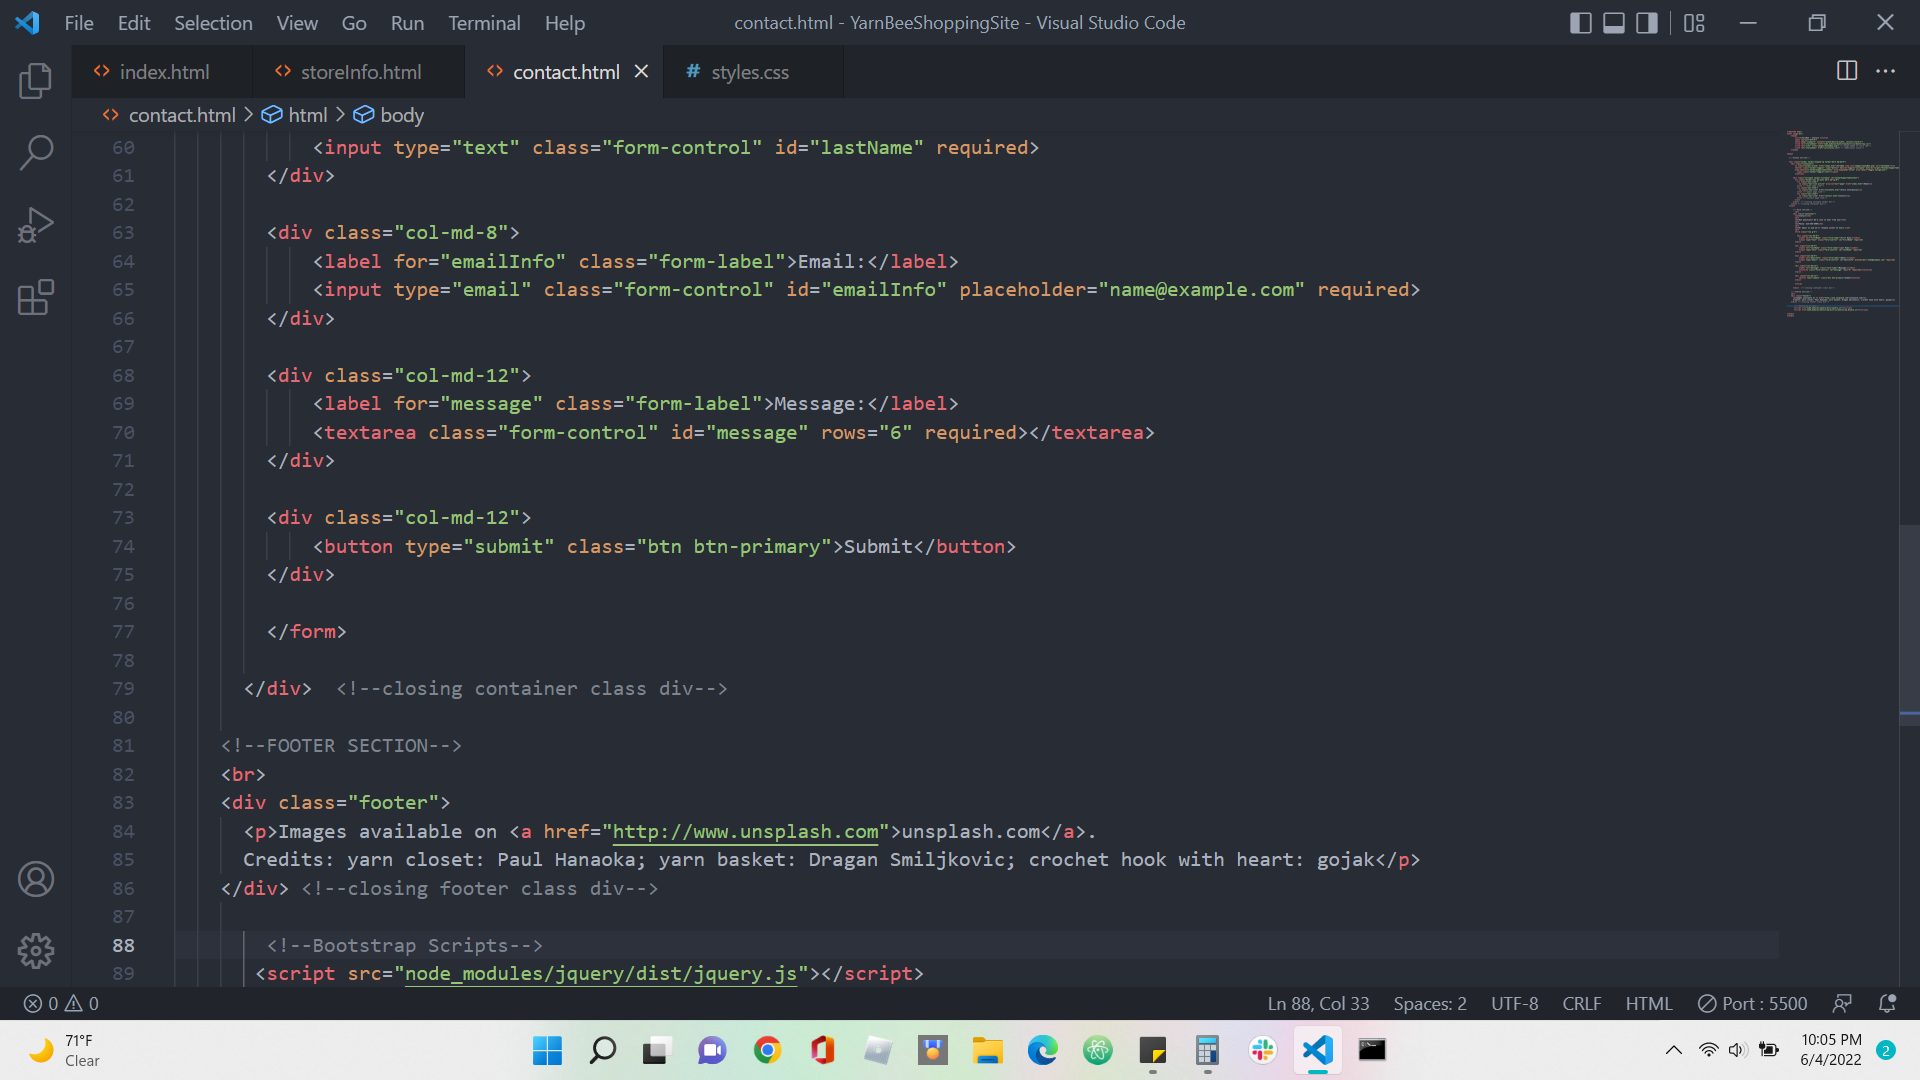 File Edit Selection View Go Run Terminal Help contact.html - YarnBeeShoppingSite - Visual Studio Code
index.html storeInfo.html contact.html # styles.css
contact.html > html > body
60 <input type="text" class="form-control" id="lastName" required>
61 </div>
62
63 <div class="col-md-8">
64 <label for="emailInfo" class="form-label">Email:</label>
65 <input type="email" class="form-control" id="emailInfo" placeholder="name@example.com" required>
66 </div>
67
68 <div class="col-md-12">
69 <label for="message" class="form-label">Message:</label>
70 <textarea class="form-control" id="message" rows="6" required></textarea>
71 </div>
72
73 <div class="col-md-12">
74 <button type="submit" class="btn btn-primary">Submit</button>
75 </div>
76
77 </form>
78
79 </div> <!--closing container class div-->
80
81 <!--FOOTER SECTION-->
82 <br>
83 <div class="footer">
84 <p>Images available on <a href="http://www.unsplash.com">unsplash.com</a>.
85 Credits: yarn closet: Paul Hanaoka; yarn basket: Dragan Smiljkovic; crochet hook with heart: gojak</p>
86 </div> <!--closing footer class div-->
87
88 <!--Bootstrap Scripts-->
89 <script src="node_modules/jquery/dist/jquery.js"></script>
0 0 Ln 88, Col 33 Spaces: 2 UTF-8 CRLF HTML Port : 5500
71°F
Clear
10:05 PM
6/4/2022
2